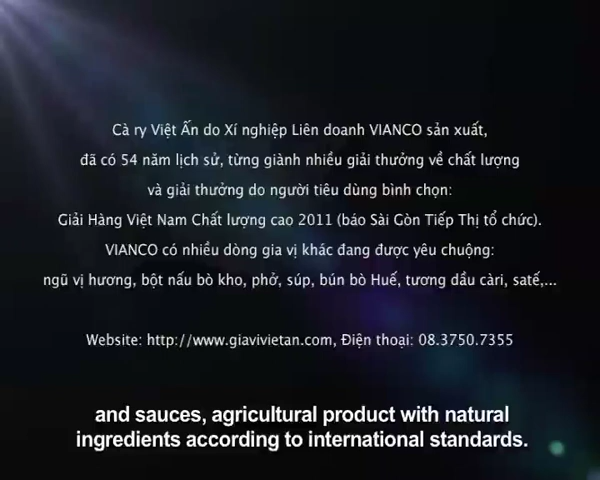 Cà ry Việt Ấn do Xí nghiệp Liên doanh VIANCO sản xuất,
đã có 54 năm lịch sử, từng giành nhiều giải thưởng về chất lượng
và giải thưởng do người tiêu dùng bình chọn:
Giải Hàng Việt Nam Chất lượng cao 2011 (báo Sài Gòn Tiếp Thị tổ chức).
VIANCO có nhiều dòng gia vị khác đang được yêu chuộng:
ngũ vị hương, bột nấu bò kho, phở, súp, bún bò Huế, tương dầu càri, satế,...
Website: http://www.giavivietan.com, Điện thoại: 08.3750.7355
and sauces, agricultural product with natural
ingredients according to international standards.